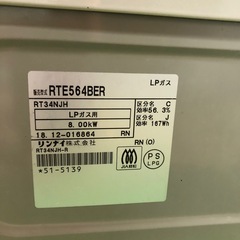 販売型式 RTE564BER LPガス
RT34NJH 区分名 C
効率56.3%
LPガス用 区分名 J
8.00kW 効率 167Wh
18.12-016864 RN
リンナイ株式会社 RN (O)
RT34NJH-R
*51-5139
JIA
PS
LPG